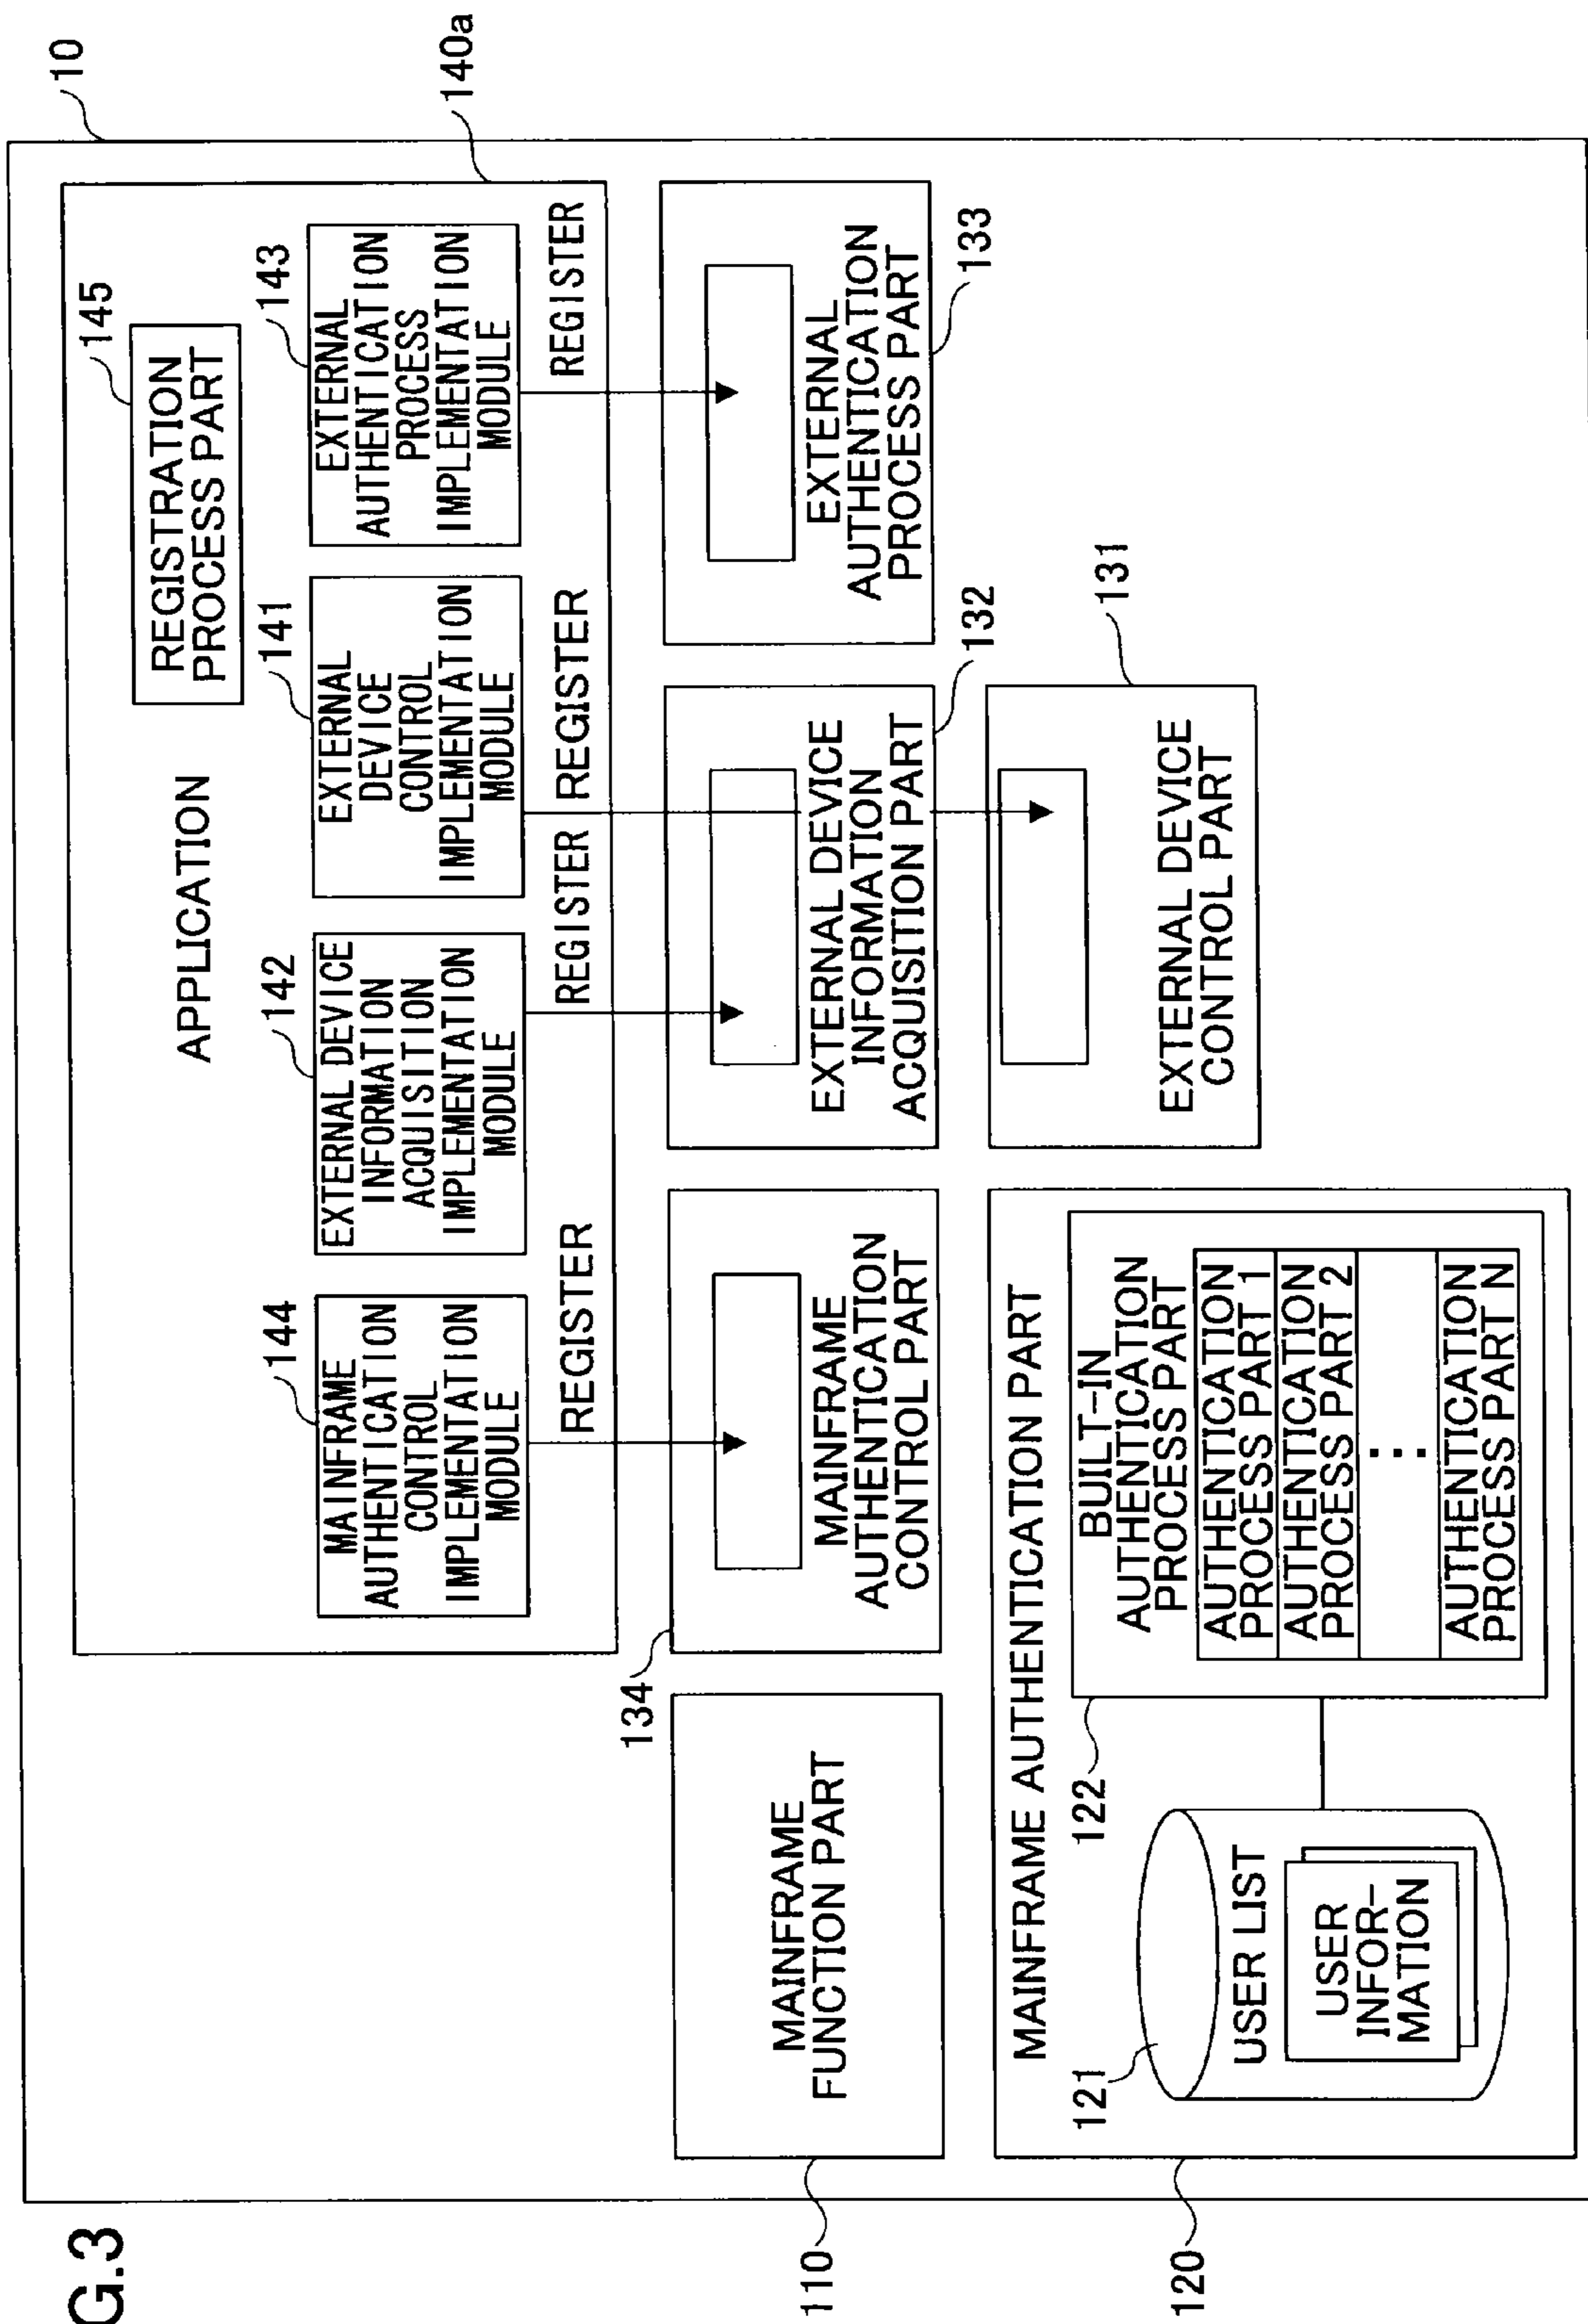 G.3
10
140a
APPLICATION
145
REGISTRATION
PROCESS PART
144
MAINFRAME
AUTHENTICATION
CONTROL
IMPLEMENTATION
MODULE
142
EXTERNAL DEVICE
INFORMATION
ACQUISITION
IMPLEMENTATION
MODULE
141
EXTERNAL
DEVICE
CONTROL
IMPLEMENTATION
MODULE
143
EXTERNAL
AUTHENTICATION
PROCESS
IMPLEMENTATION
MODULE
REGISTER
REGISTER
REGISTER
REGISTER
110
MAINFRAME
FUNCTION PART
134
MAINFRAME
AUTHENTICATION
CONTROL PART
132
EXTERNAL DEVICE
INFORMATION
ACQUISITION PART
133
EXTERNAL
AUTHENTICATION
PROCESS PART
131
EXTERNAL DEVICE
CONTROL PART
120
MAINFRAME AUTHENTICATION PART
121
USER LIST
USER
INFOR-
MATION
122
BUILT-IN
AUTHENTICATION
PROCESS PART
AUTHENTICATION
PROCESS PART 1
AUTHENTICATION
PROCESS PART 2
...
AUTHENTICATION
PROCESS PART N